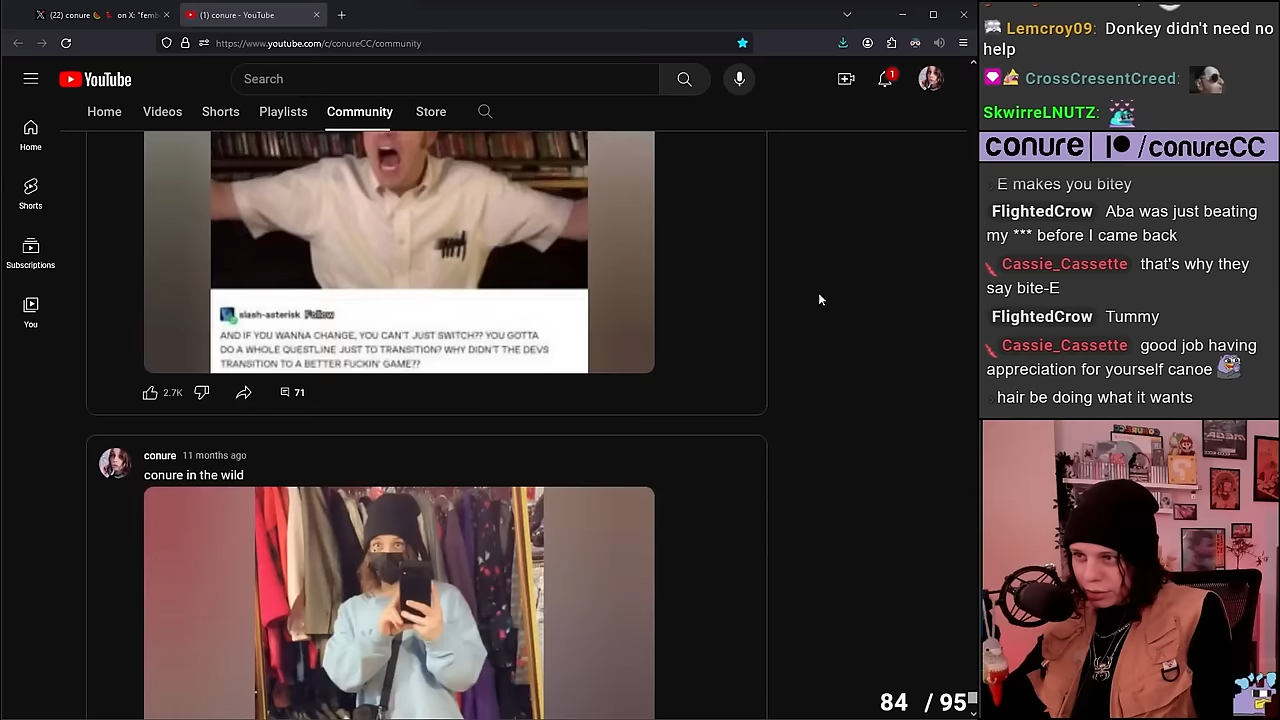 (22) conure on X: "femb
(1) conure - YouTube
https://www.youtube.com/c/conureCC/community
YouTube
Search
1
Home Videos Shorts Playlists Community Store
Home
Shorts
Subscriptions
You
slash-asterisk Follow
AND IF YOU WANNA CHANGE, YOU CAN'T JUST SWITCH?? YOU GOTTA
DO A WHOLE QUESTLINE JUST TO TRANSITION? WHY DIDN'T THE DEVS
TRANSITION TO A BETTER FUCKIN' GAME??
2.7K
71
conure 11 months ago
conure in the wild
84 / 95
Lemcroy09: Donkey didn't need no
help
CrossCresentCreed:
SkwirreLNUTZ:
conure /conureCC
E makes you bitey
FlightedCrow Aba was just beating
my *** before I came back
Cassie_Cassette that's why they
say bite-E
FlightedCrow Tummy
Cassie_Cassette good job having
appreciation for yourself canoe
hair be doing what it wants